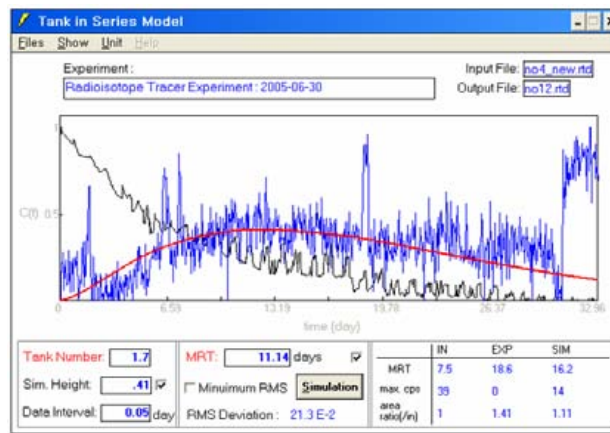 Tank in Series Model
Files Show Unit Help
Experiment :
Radioisotope Tracer Experiment : 2005-06-30
Input File: no4_new.rtd
Output File: no12.rtd
1
C(t) 0.5
0 6.59 13.19 19.78 26.37 32.96
time (day)
Tank Number: 1.7
Sim. Height: .41
Data Interval: 0.05 day
MRT: 11.14 days
Minuimum RMS Simulation
RMS Deviation : 21.3 E-2
IN EXP SIM
MRT 7.5 18.6 16.2
max. cps 39 0 14
area ratio(/in) 1 1.41 1.11